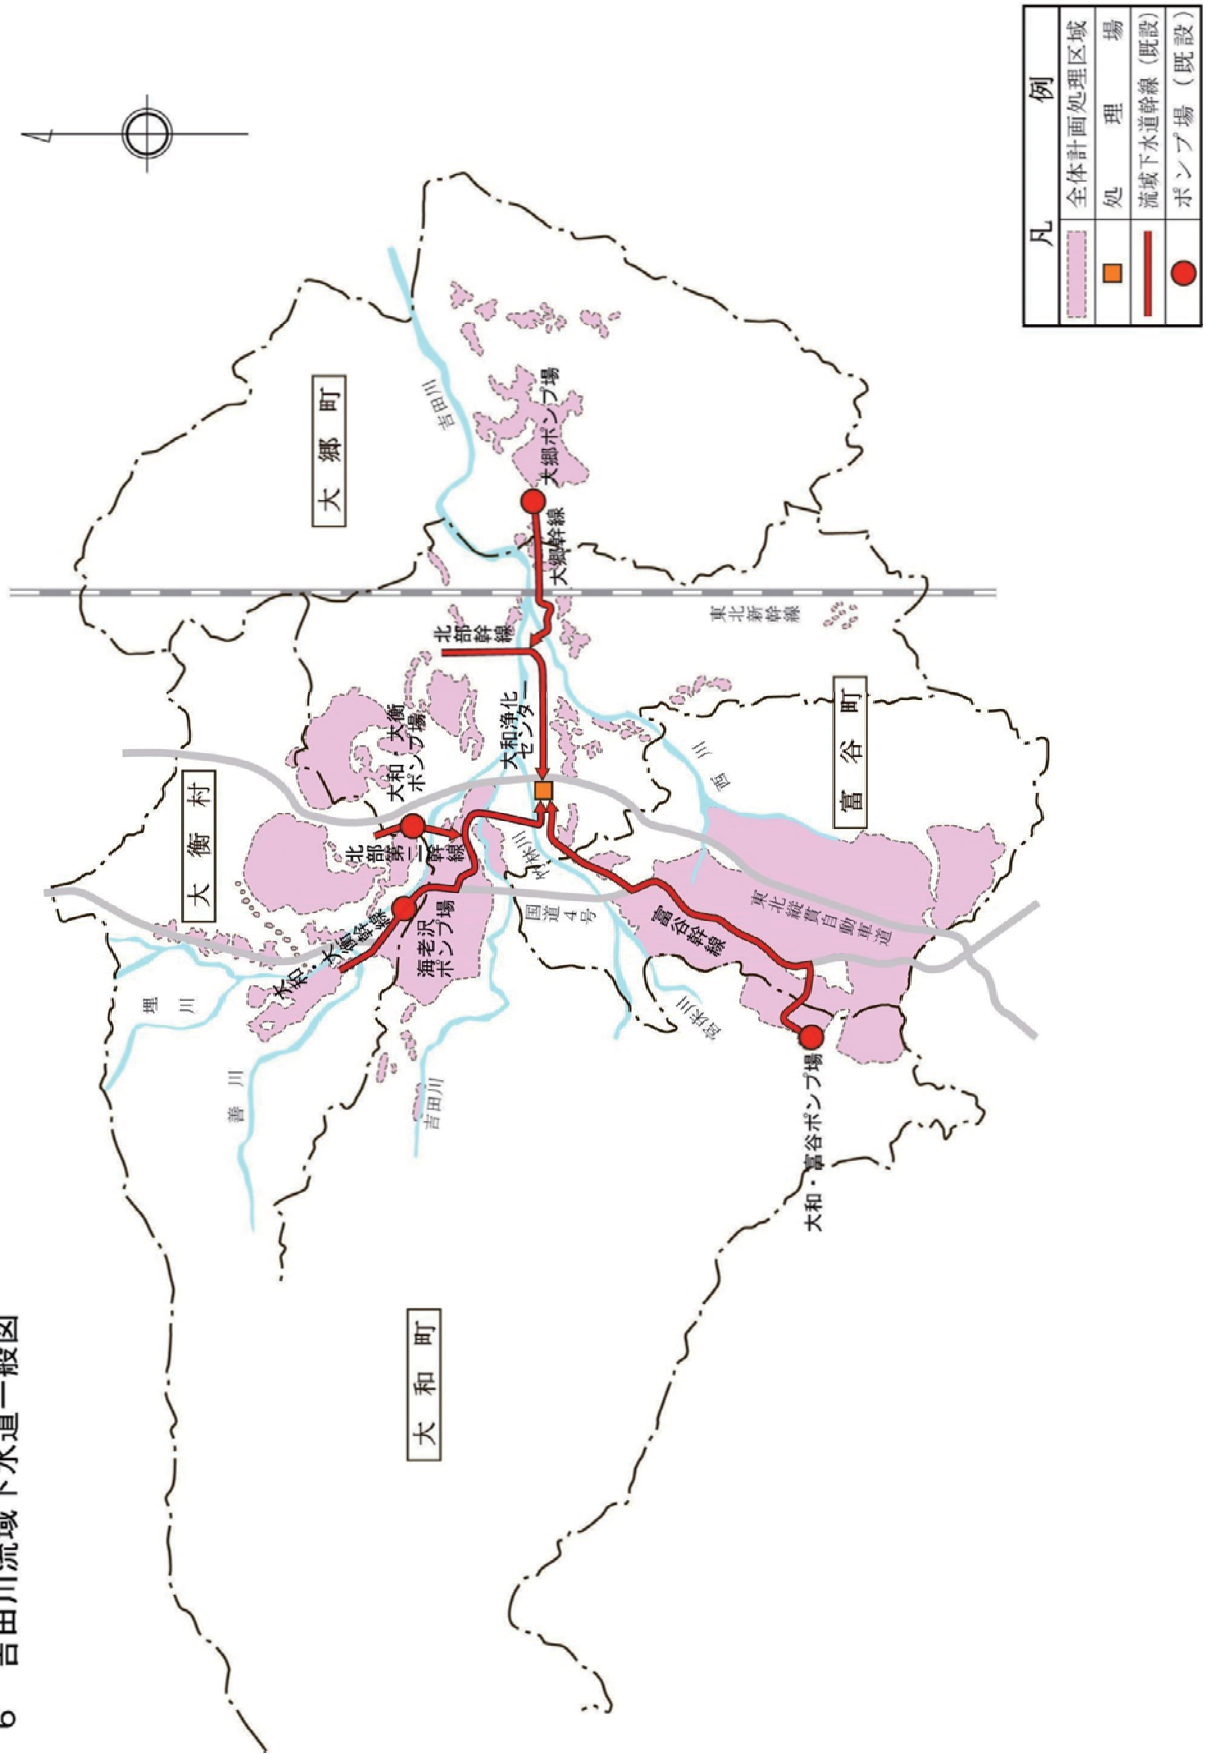 6 吉田川流域下水道一般図
凡例
全体計画処理区域
処理場
流域下水道幹線(既設)
ポンプ場(既設)
大郷町
吉田川
大郷ポンプ場
大郷幹線
東北新幹線
北部
幹線
大和浄化
センター
大和・大衡
ポンプ場
大衡村
北部第二幹線
海老沢
ポンプ場
大和・大衡幹線
埋川
善川
吉田川
国道4号
西川
富谷町
東北縦貫自動車道
富谷幹線
宮床川
大和・富谷ポンプ場
大和町